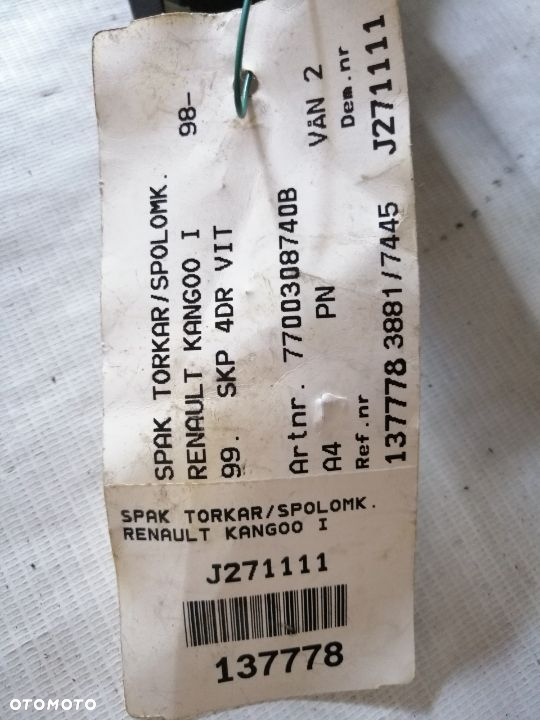 SPAK TORKAR/SPOLOMK.
RENAULT KANGOO I 98-
99. SKP 4DR VIT
Artnr. 7700308740B
A4 PN VÄN 2
Ref.nr Dem.nr
137778 3881/7445 J271111
SPAK TORKAR/SPOLOMK.
RENAULT KANGOO I
J271111
137778
OTOMOTO